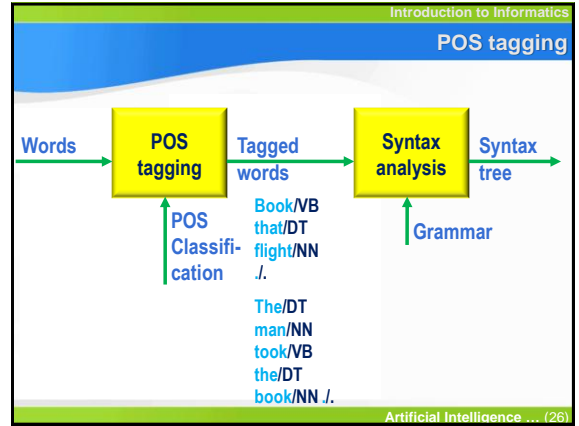 Introduction to Informatics
POS tagging
Words
POS
tagging
Tagged
words
Syntax
analysis
Syntax
tree
POS
Classifi-
cation
Grammar
Book/VB
that/DT
flight/NN
./.
The/DT
man/NN
took/VB
the/DT
book/NN ./.
Artificial Intelligence ... (26)